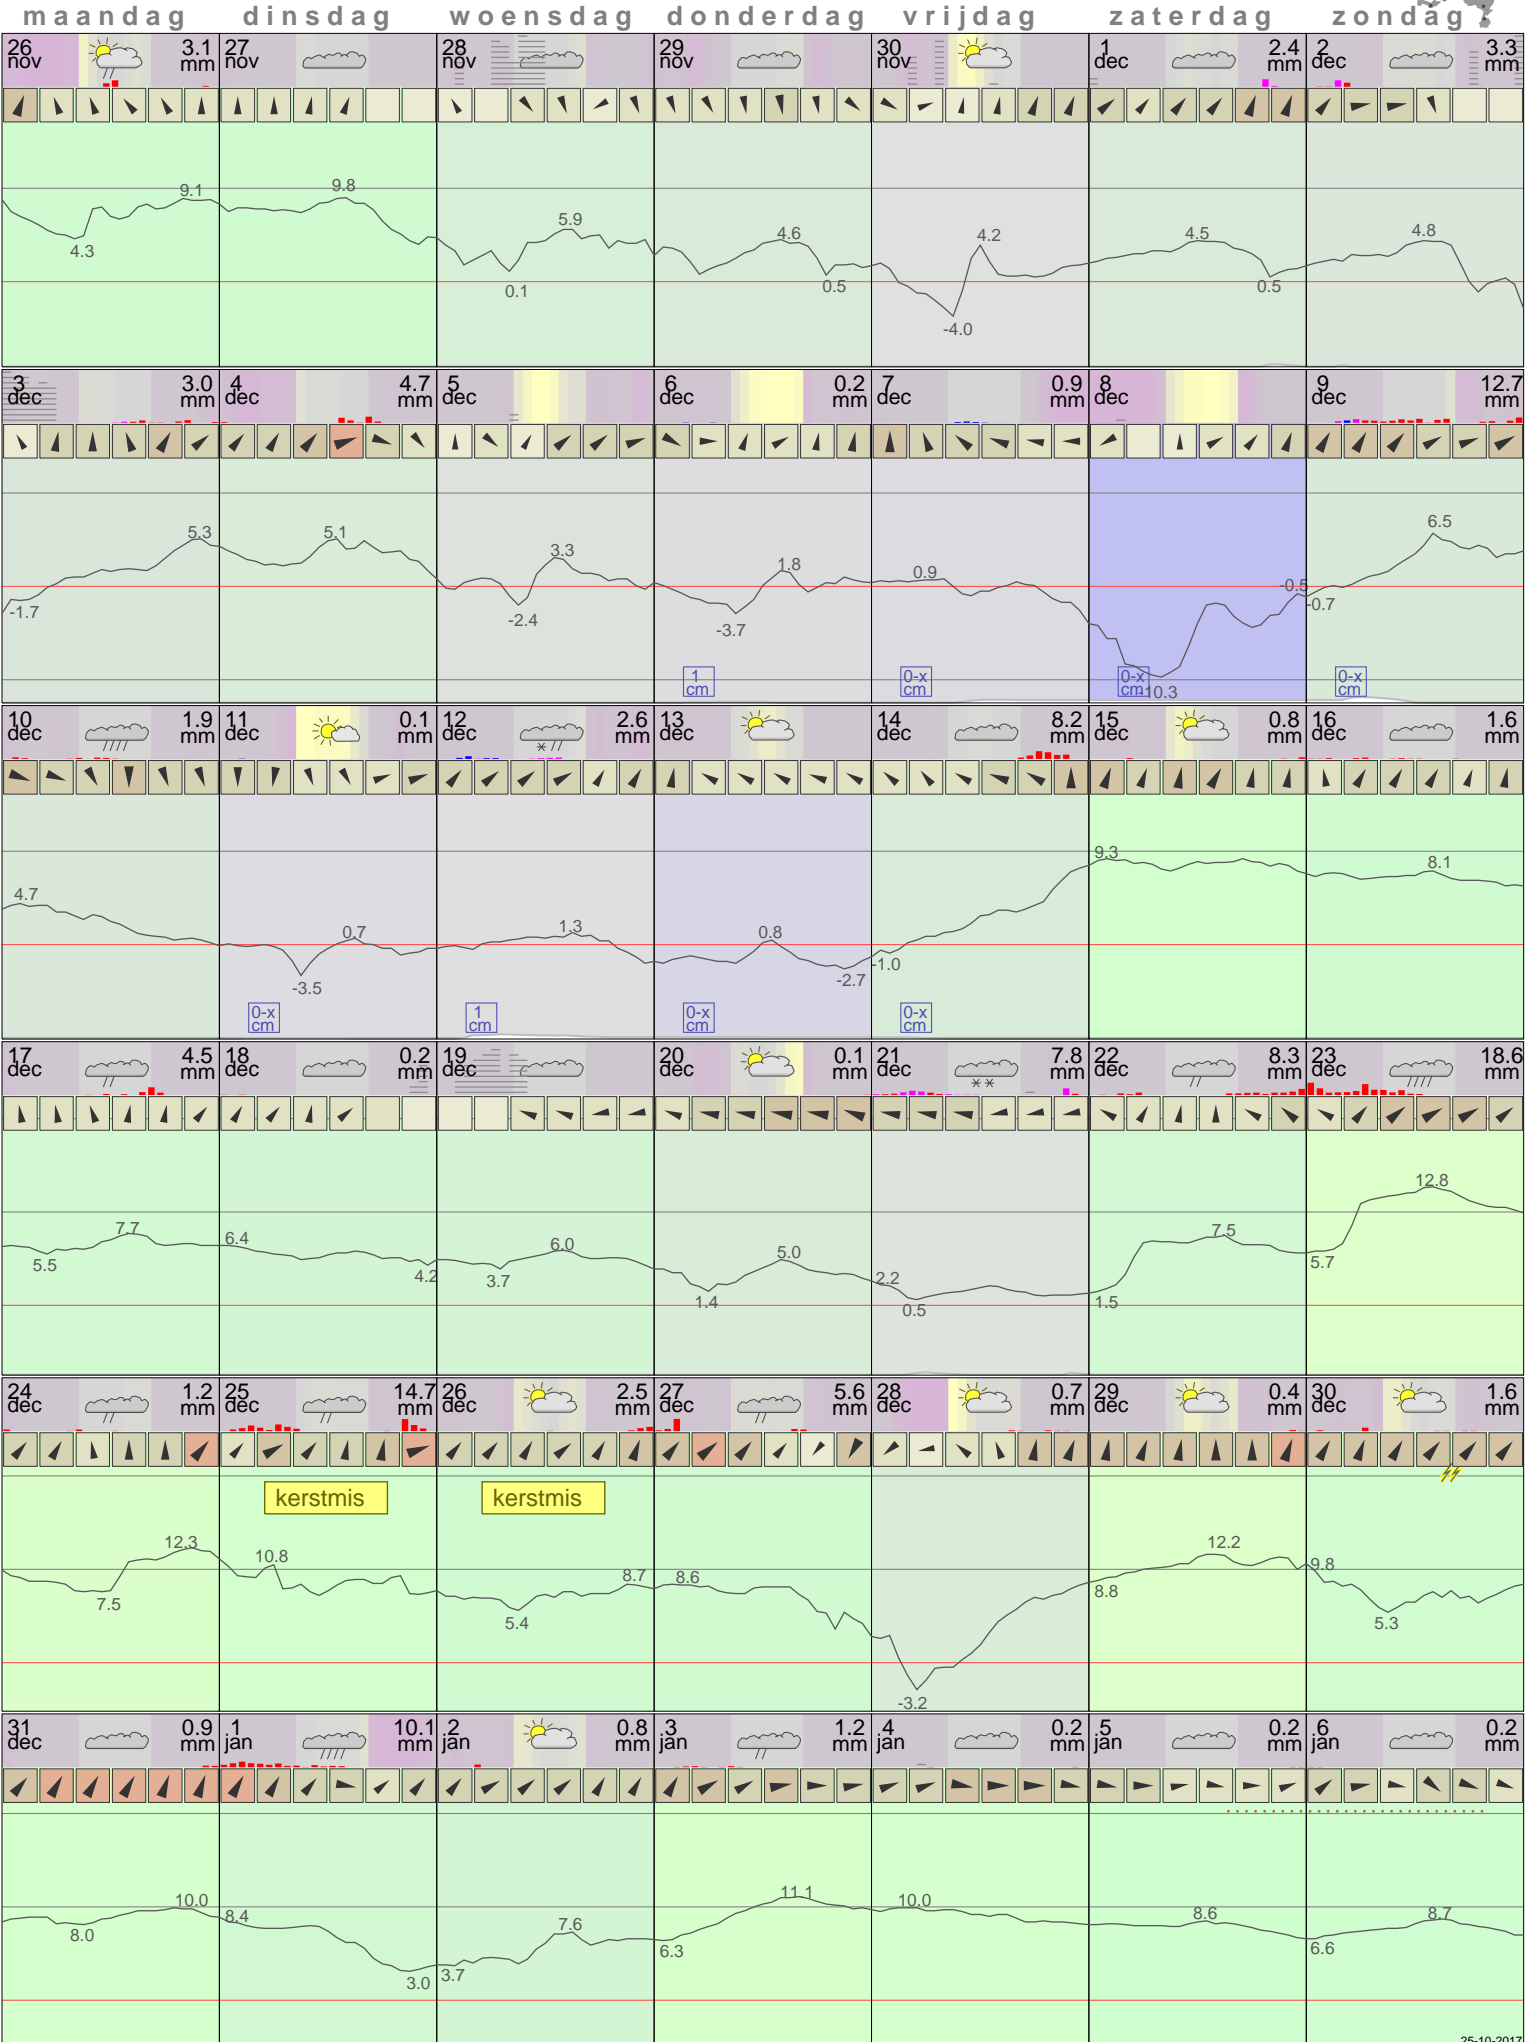 maandag dinsdag woensdag donderdag vrijdag zaterdag zondag
26 nov 3.1 mm 27 nov 28 nov 29 nov 30 nov 1 dec 2.4 mm 2 dec 3.3 mm
4.3 9.1 9.8 0.1 5.9 4.6 0.5 -4.0 4.2 4.5 0.5 4.8
3 dec 3.0 mm 4 dec 4.7 mm 5 dec 6 dec 0.2 mm 7 dec 0.9 mm 8 dec 9 dec 12.7 mm
-1.7 5.3 5.1 -2.4 3.3 -3.7 1.8 0.9 -10.3 -0.5 -0.7 6.5
1 cm 0-x cm 0-x cm 0-x cm
10 dec 1.9 mm 11 dec 0.1 mm 12 dec 2.6 mm 13 dec 14 dec 8.2 mm 15 dec 0.8 mm 16 dec 1.6 mm
4.7 -3.5 0.7 1.3 0.8 -2.7 -1.0 9.3 8.1
0-x cm 1 cm 0-x cm 0-x cm
17 dec 4.5 mm 18 dec 0.2 mm 19 dec 20 dec 0.1 mm 21 dec 7.8 mm 22 dec 8.3 mm 23 dec 18.6 mm
5.5 7.7 6.4 4.2 3.7 6.0 1.4 5.0 2.2 0.5 1.5 7.5 5.7 12.8
24 dec 1.2 mm 25 dec 14.7 mm 26 dec 2.5 mm 27 dec 5.6 mm 28 dec 0.7 mm 29 dec 0.4 mm 30 dec 1.6 mm
kerstmis kerstmis
7.5 12.3 10.8 5.4 8.7 8.6 -3.2 8.8 12.2 9.8 5.3
31 dec 0.9 mm 1 jan 10.1 mm 2 jan 0.8 mm 3 jan 1.2 mm 4 jan 0.2 mm 5 jan 0.2 mm 6 jan 0.2 mm
8.0 10.0 8.4 3.0 3.7 7.6 6.3 11.1 10.0 8.6 6.6 8.7
25-10-2017